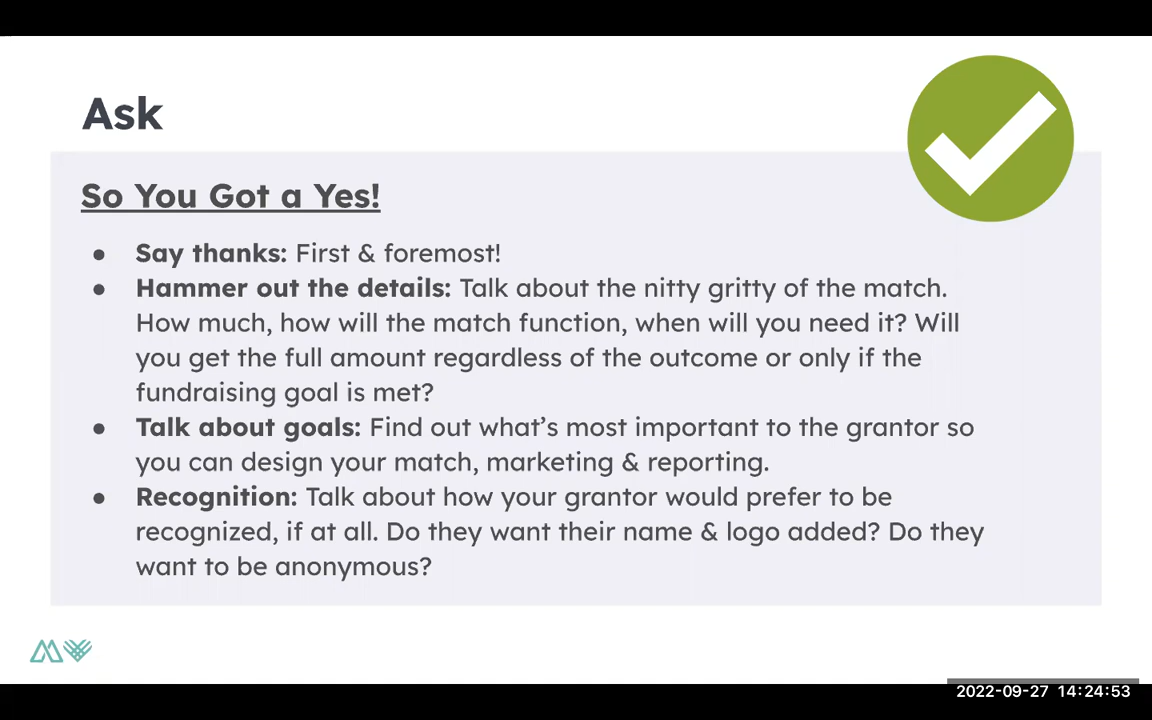 Ask
So You Got a Yes!
● Say thanks: First & foremost!
● Hammer out the details: Talk about the nitty gritty of the match.
How much, how will the match function, when will you need it? Will
you get the full amount regardless of the outcome or only if the
fundraising goal is met?
● Talk about goals: Find out what’s most important to the grantor so
you can design your match, marketing & reporting.
● Recognition: Talk about how your grantor would prefer to be
recognized, if at all. Do they want their name & logo added? Do they
want to be anonymous?
2022-09-27 14:24:53